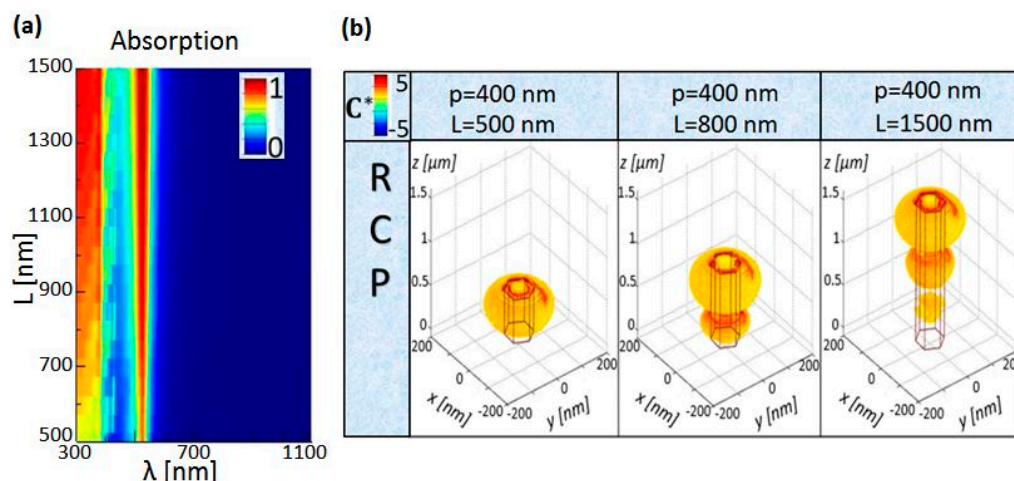 (a)
Absorption
1500
1300
1100
900
700
500
L [nm]
300
700
1100
λ [nm]
1
0
(b)
C*
5
-5
p=400 nm
L=500 nm
p=400 nm
L=800 nm
p=400 nm
L=1500 nm
R
C
P
z [µm]
1.5
1
0.5
0
200
0
-200
x [nm]
-200
0
200
y [nm]
z [µm]
1.5
1
0.5
0
200
0
-200
x [nm]
-200
0
200
y [nm]
z [µm]
1.5
1
0.5
0
200
0
-200
x [nm]
-200
0
200
y [nm]